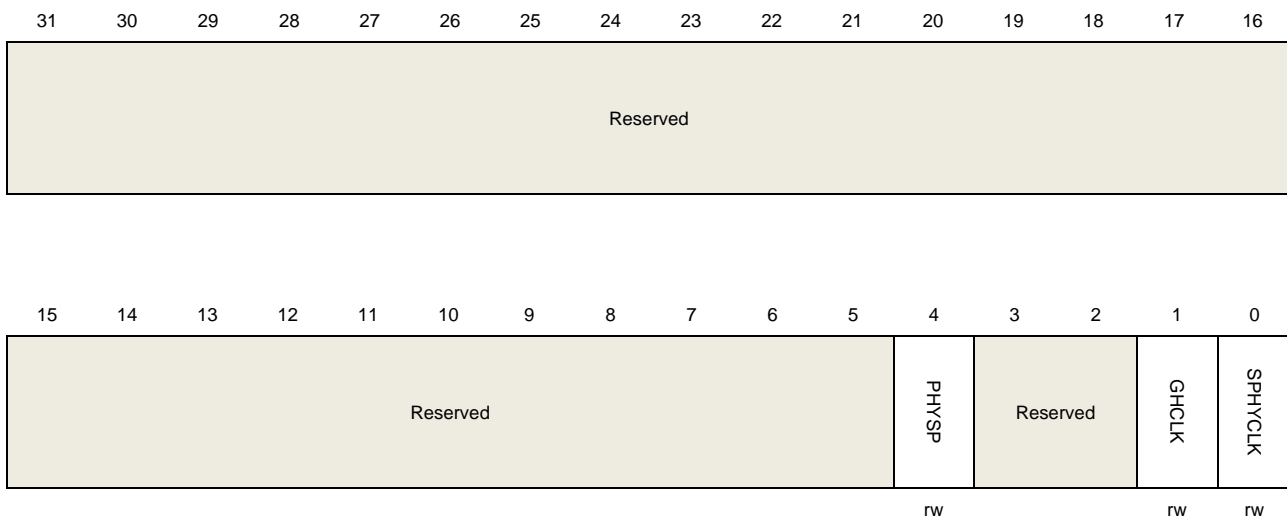 31 30 29 28 27 26 25 24 23 22 21 20 19 18 17 16
Reserved
15 14 13 12 11 10 9 8 7 6 5 4 3 2 1 0
Reserved PHYSP Reserved GHCLK SPHYCLK
rw rw rw